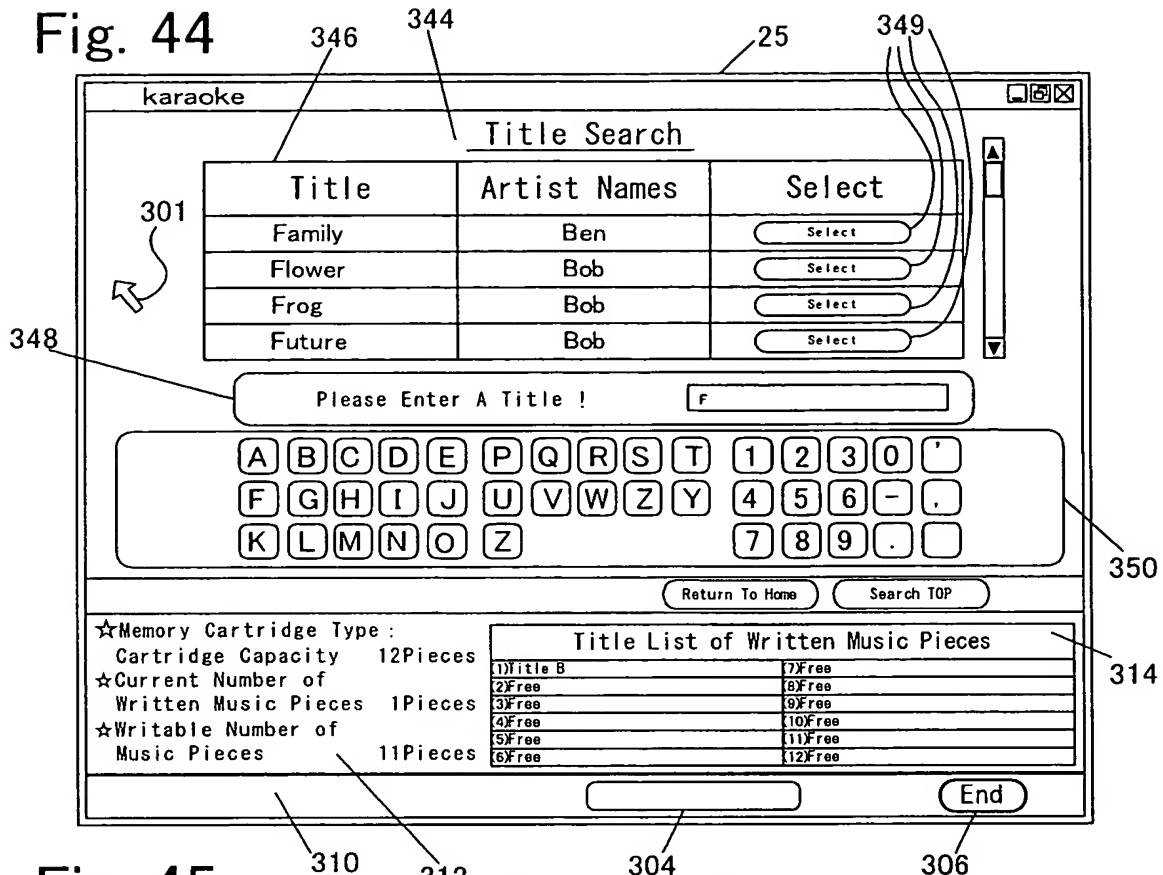 Fig. 44
346
344
25
349
karaoke
Title Search
Title Artist Names Select
301
Family Ben Select
Flower Bob Select
Frog Bob Select
Future Bob Select
348
Please Enter A Title ! F
A B C D E P Q R S T 1 2 3 0 '
F G H I J U V W Z Y 4 5 6 - ,
K L M N O Z 7 8 9 .
350
Return To Home Search TOP
☆Memory Cartridge Type :
Cartridge Capacity 12Pieces
☆Current Number of
Written Music Pieces 1Pieces
☆Writable Number of
Music Pieces 11Pieces
Title List of Written Music Pieces
(1)Title B (7)Free
(2)Free (8)Free
(3)Free (9)Free
(4)Free (10)Free
(5)Free (11)Free
(6)Free (12)Free
314
End
310
304
306